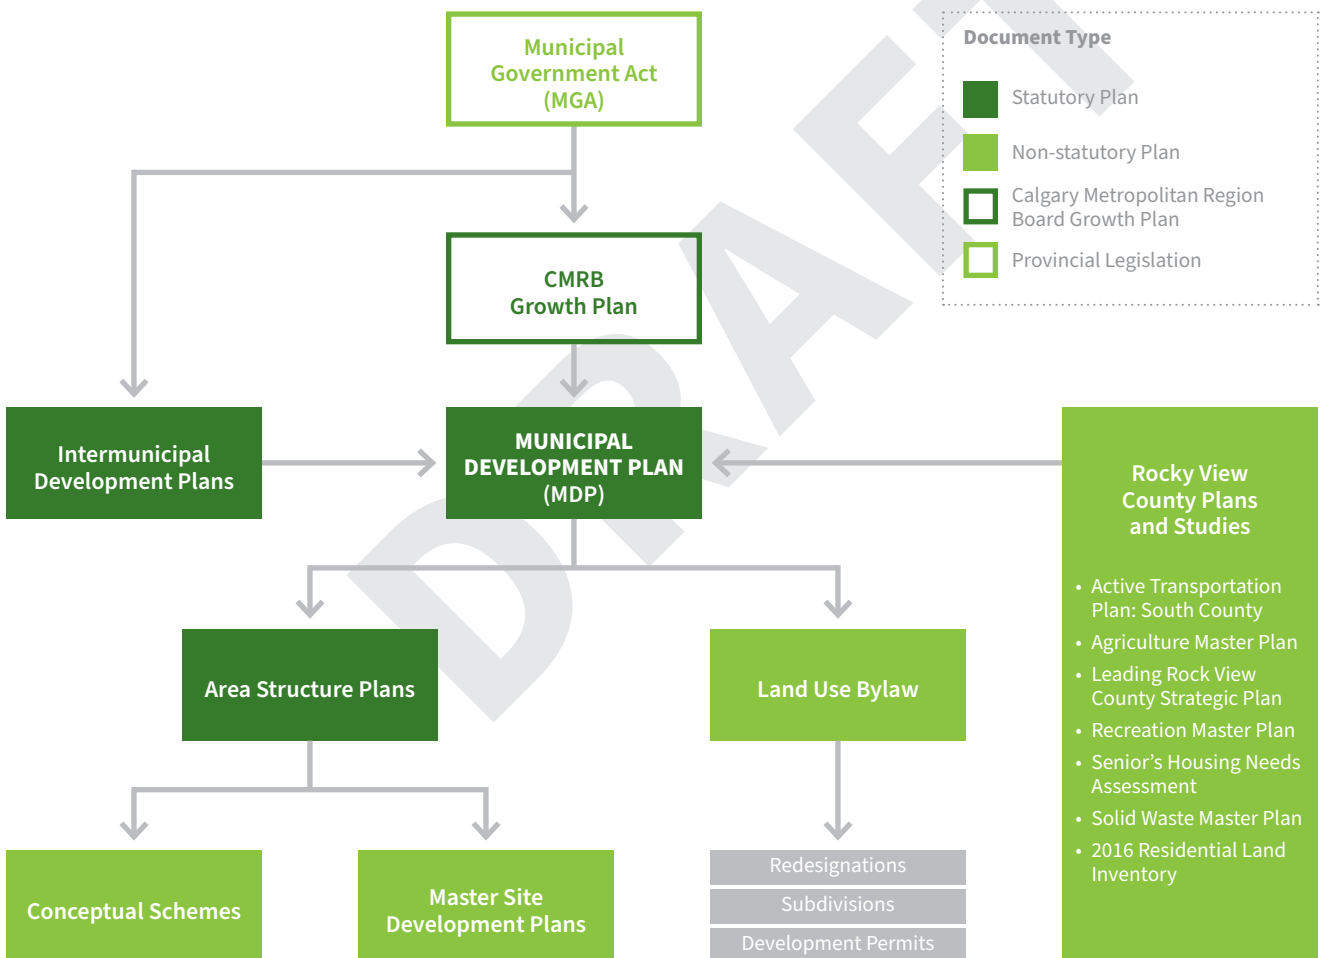 Municipal
Government Act
(MGA)
Document Type
Statutory Plan
Non-statutory Plan
Calgary Metropolitan Region
Board Growth Plan
Provincial Legislation
CMRB
Growth Plan
Intermunicipal
Development Plans
MUNICIPAL
DEVELOPMENT PLAN
(MDP)
Rocky View
County Plans
and Studies
• Active Transportation
Plan: South County
• Agriculture Master Plan
• Leading Rock View
County Strategic Plan
• Recreation Master Plan
• Senior’s Housing Needs
Assessment
• Solid Waste Master Plan
• 2016 Residential Land
Inventory
Area Structure Plans
Land Use Bylaw
Conceptual Schemes
Master Site
Development Plans
Redesignations
Subdivisions
Development Permits
DRAFT